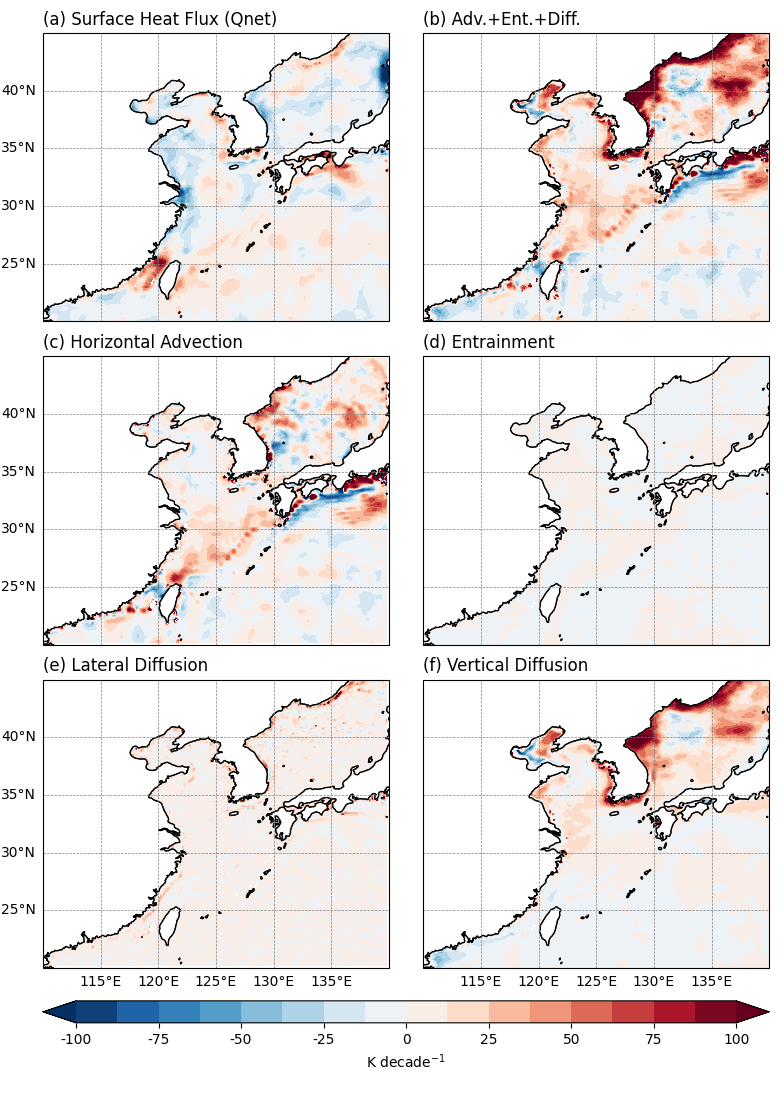 (a) Surface Heat Flux (Qnet)
(b) Adv.+Ent.+Diff.
40°N
35°N
30°N
25°N
(c) Horizontal Advection
(d) Entrainment
40°N
35°N
30°N
25°N
(e) Lateral Diffusion
(f) Vertical Diffusion
40°N
35°N
30°N
25°N
115°E 120°E 125°E 130°E 135°E
115°E 120°E 125°E 130°E 135°E
-100 -75 -50 -25 0 25 50 75 100
K decade⁻¹